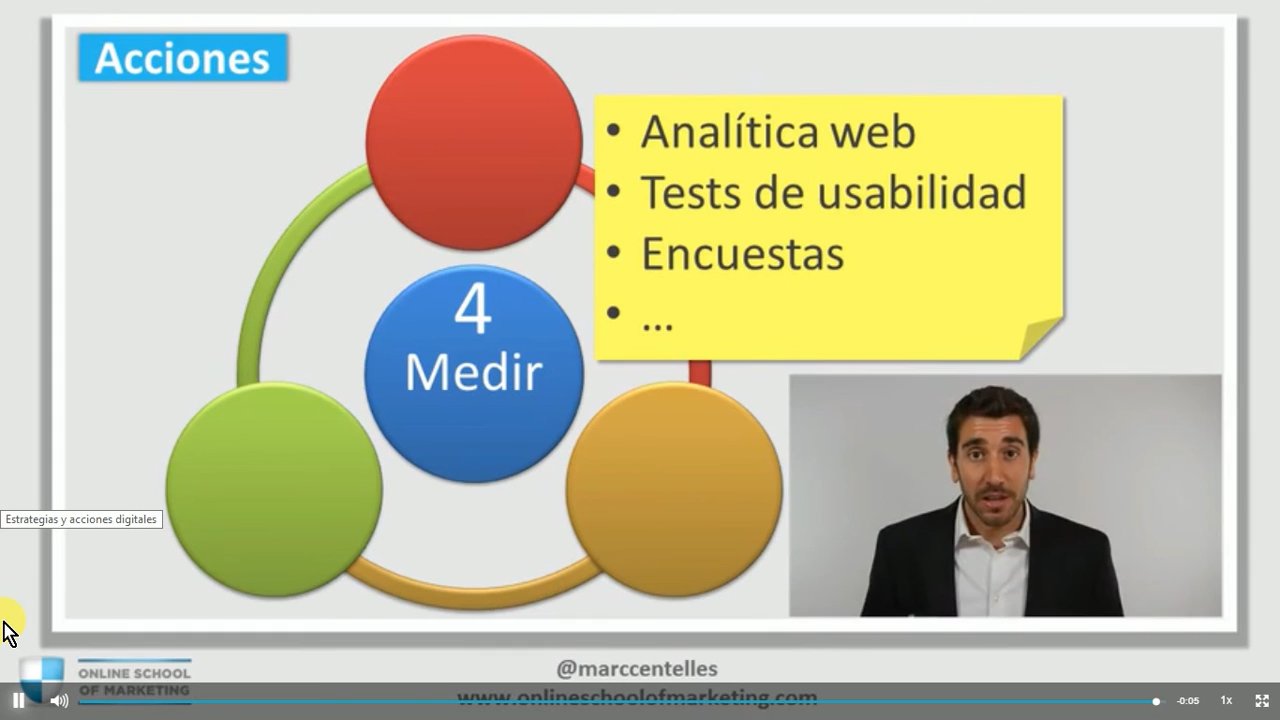 Acciones
• Analítica web
• Tests de usabilidad
• Encuestas
• ...
4
Medir
Estrategias y acciones digitales
ONLINE SCHOOL
OF MARKETING
@marccentelles
www.onlineschoolofmarketing.com
-0:05
1x